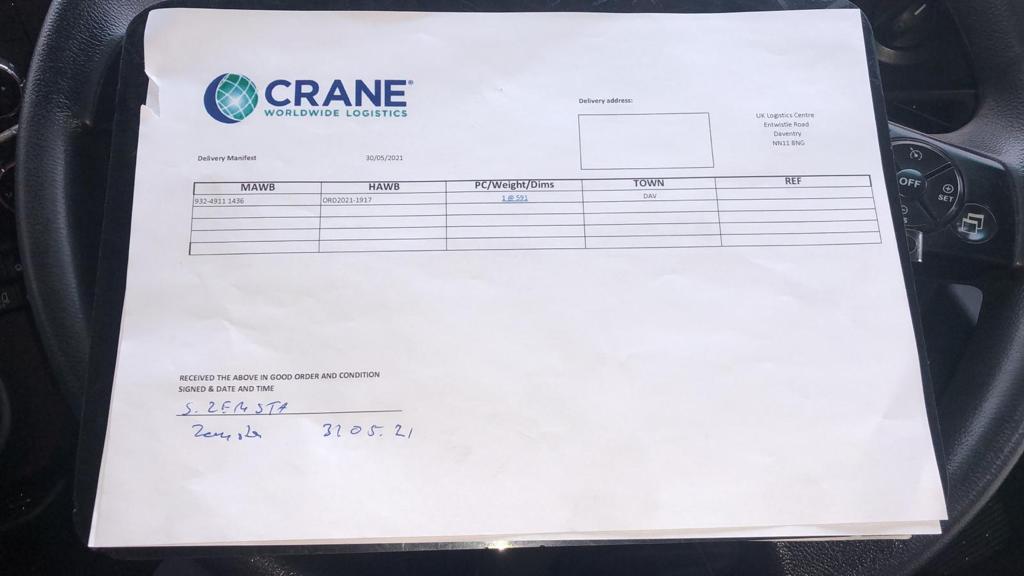 CRANE®
WORLDWIDE LOGISTICS
Delivery address:
UK Logistics Centre
Entwistle Road
Daventry
NN11 8NG
Delivery Manifest 30/05/2021
MAWB HAWB PC/Weight/Dims TOWN REF
932-4911 1436 ORD2021-1917 1 @ 591 DAV
RECEIVED THE ABOVE IN GOOD ORDER AND CONDITION
SIGNED & DATE AND TIME
S. ZEMSTA
31 05. 21
OFF
SET